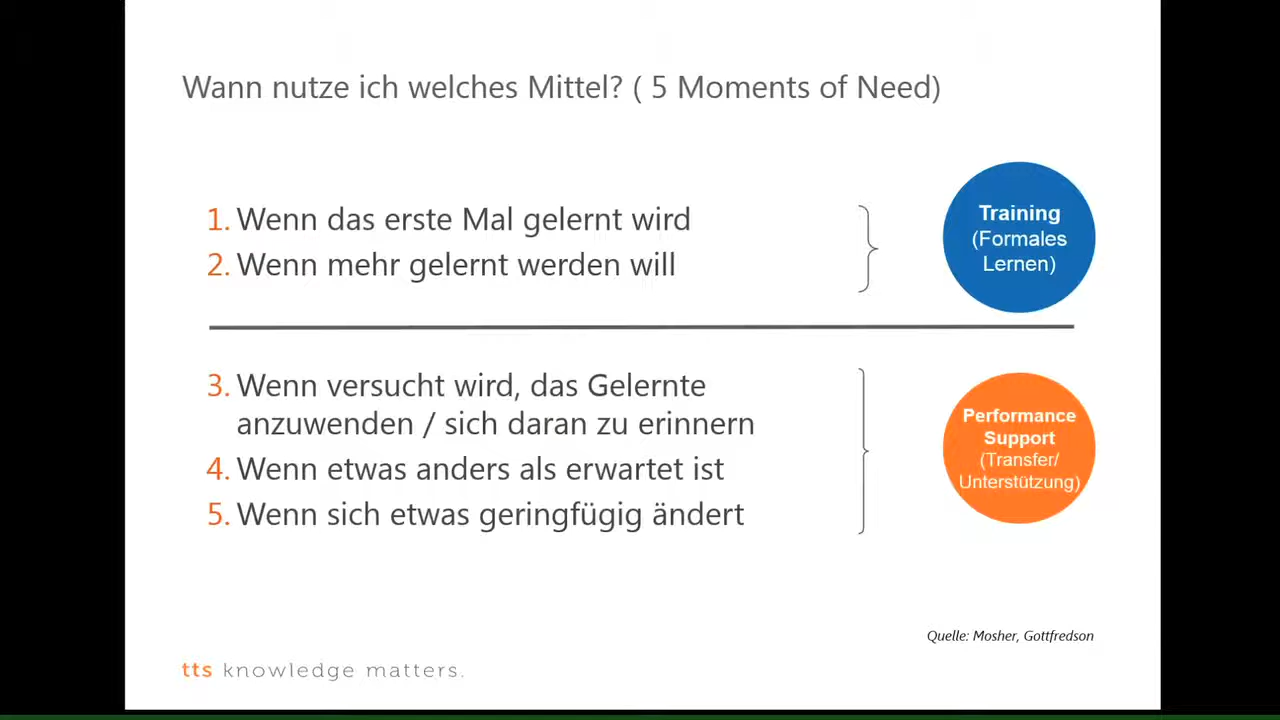 Wann nutze ich welches Mittel? ( 5 Moments of Need)
1. Wenn das erste Mal gelernt wird
2. Wenn mehr gelernt werden will
Training
(Formales
Lernen)
3. Wenn versucht wird, das Gelernte
anzuwenden / sich daran zu erinnern
4. Wenn etwas anders als erwartet ist
5. Wenn sich etwas geringfügig ändert
Performance
Support
(Transfer/
Unterstützung)
Quelle: Mosher, Gottfredson
tts knowledge matters.